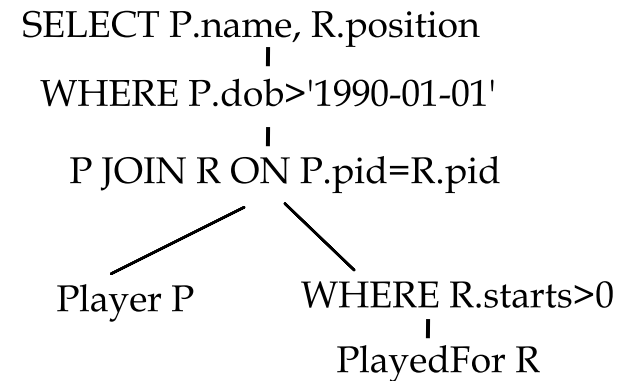 SELECT P.name, R.position
WHERE P.dob>'1990-01-01'
P JOIN R ON P.pid=R.pid
Player P
WHERE R.starts>0
PlayedFor R